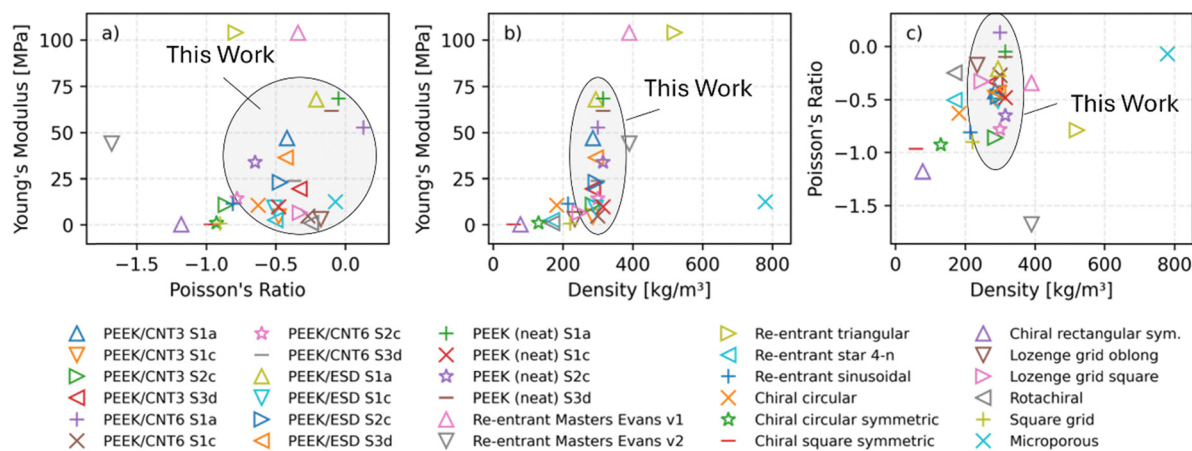 a)
This Work
Young's Modulus [MPa]
100
75
50
25
0
−1.5 −1.0 −0.5 0.0
Poisson's Ratio
b)
This Work
Young's Modulus [MPa]
100
75
50
25
0
0 200 400 600 800
Density [kg/m³]
c)
This Work
Poisson's Ratio
0.0
−0.5
−1.0
−1.5
0 200 400 600 800
Density [kg/m³]
PEEK/CNT3 S1a
PEEK/CNT3 S1c
PEEK/CNT3 S2c
PEEK/CNT3 S3d
PEEK/CNT6 S1a
PEEK/CNT6 S1c
PEEK/CNT6 S2c
PEEK/CNT6 S3d
PEEK/ESD S1a
PEEK/ESD S1c
PEEK/ESD S2c
PEEK/ESD S3d
PEEK (neat) S1a
PEEK (neat) S1c
PEEK (neat) S2c
PEEK (neat) S3d
Re-entrant Masters Evans v1
Re-entrant Masters Evans v2
Re-entrant triangular
Re-entrant star 4-n
Re-entrant sinusoidal
Chiral circular
Chiral circular symmetric
Chiral square symmetric
Chiral rectangular sym.
Lozenge grid oblong
Lozenge grid square
Rotachiral
Square grid
Microporous